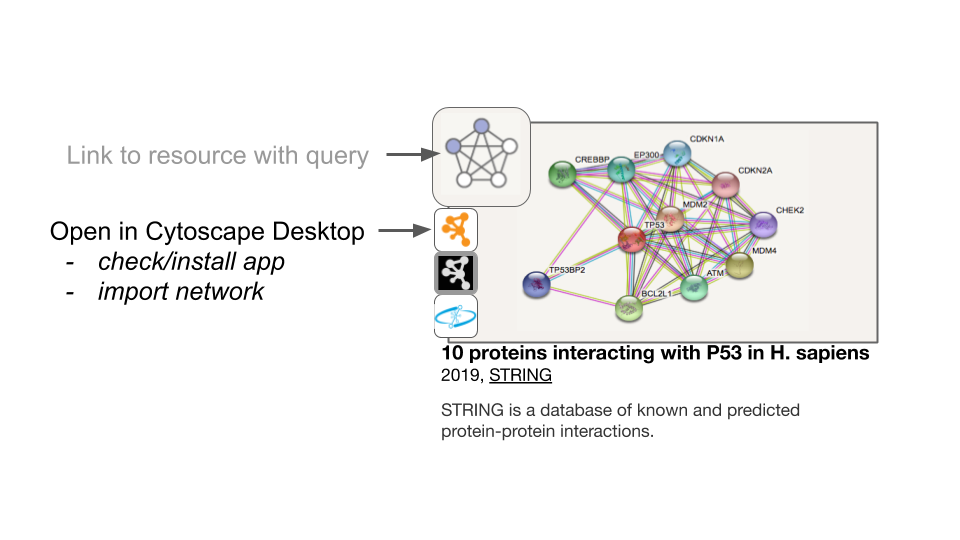 Link to resource with query
Open in Cytoscape Desktop
- check/install app
- import network
CDKN1A
CREBBP
EP300
CDKN2A
MDM2
CHEK2
TP53
MDM4
TP53BP2
ATM
BCL2L1
10 proteins interacting with P53 in H. sapiens
2019, STRING
STRING is a database of known and predicted
protein-protein interactions.